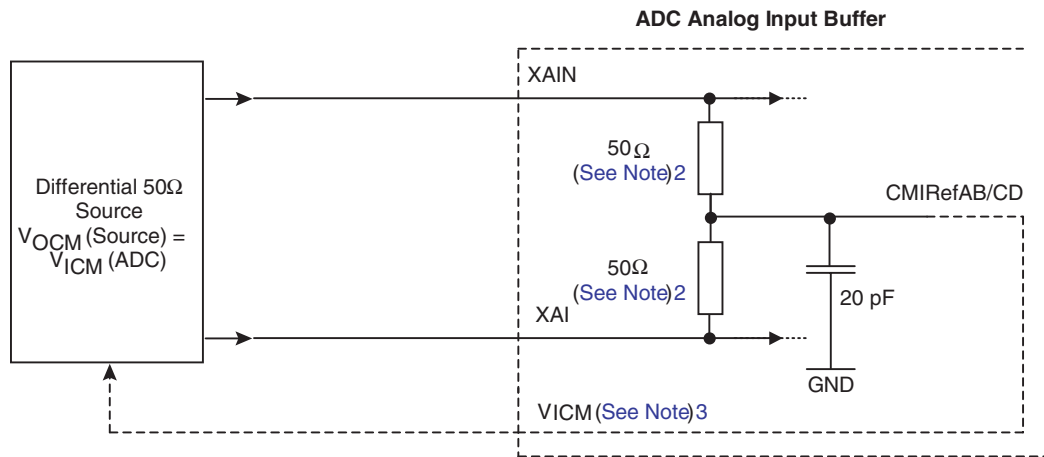 ADC Analog Input Buffer
XAIN
50Ω
(See Note)2
CMIRefAB/CD
Differential 50Ω
Source
VOCM (Source) =
VICM (ADC)
50Ω
(See Note)2
20 pF
XAI
GND
VICM (See Note)3